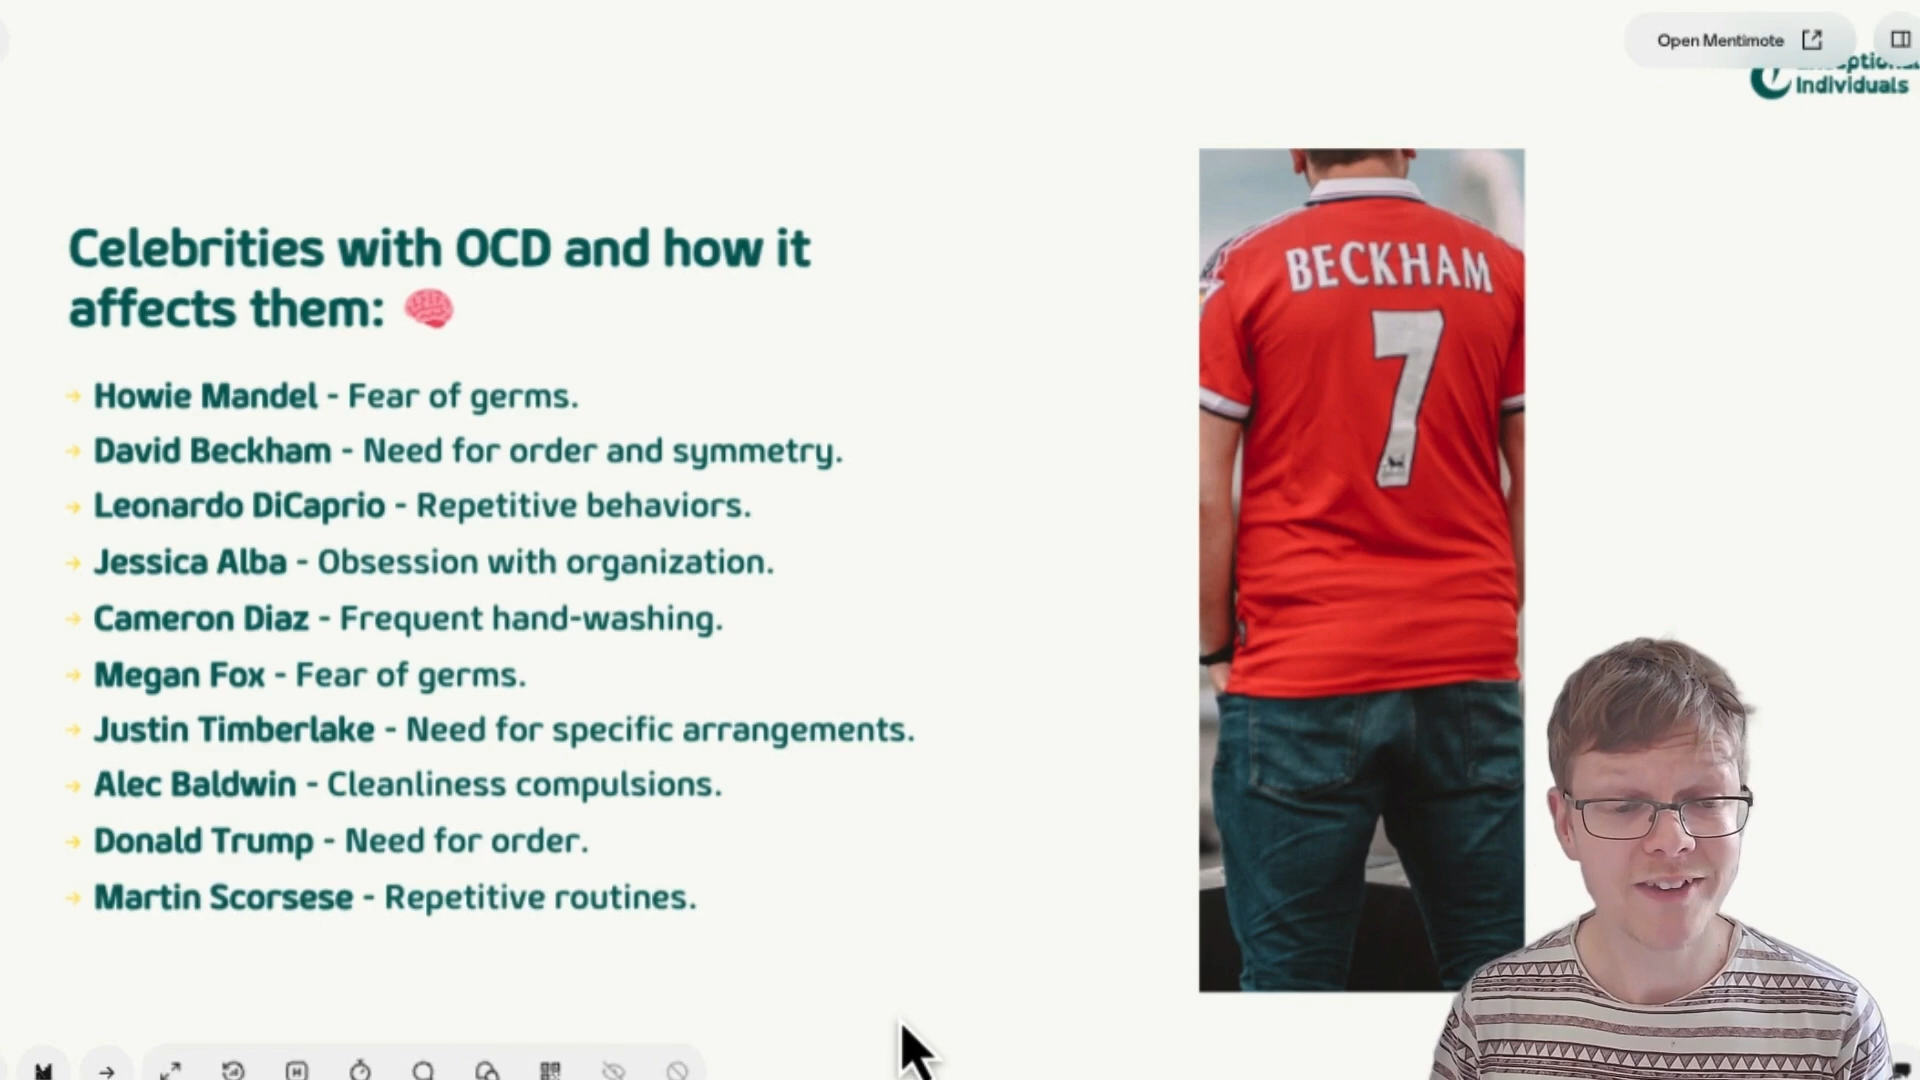 Open Mentimote
Individuals
Celebrities with OCD and how it
affects them:
Howie Mandel - Fear of germs.
David Beckham - Need for order and symmetry.
Leonardo DiCaprio - Repetitive behaviors.
Jessica Alba - Obsession with organization.
Cameron Diaz - Frequent hand-washing.
Megan Fox - Fear of germs.
Justin Timberlake - Need for specific arrangements.
Alec Baldwin - Cleanliness compulsions.
Donald Trump - Need for order.
Martin Scorsese - Repetitive routines.
BECKHAM
7